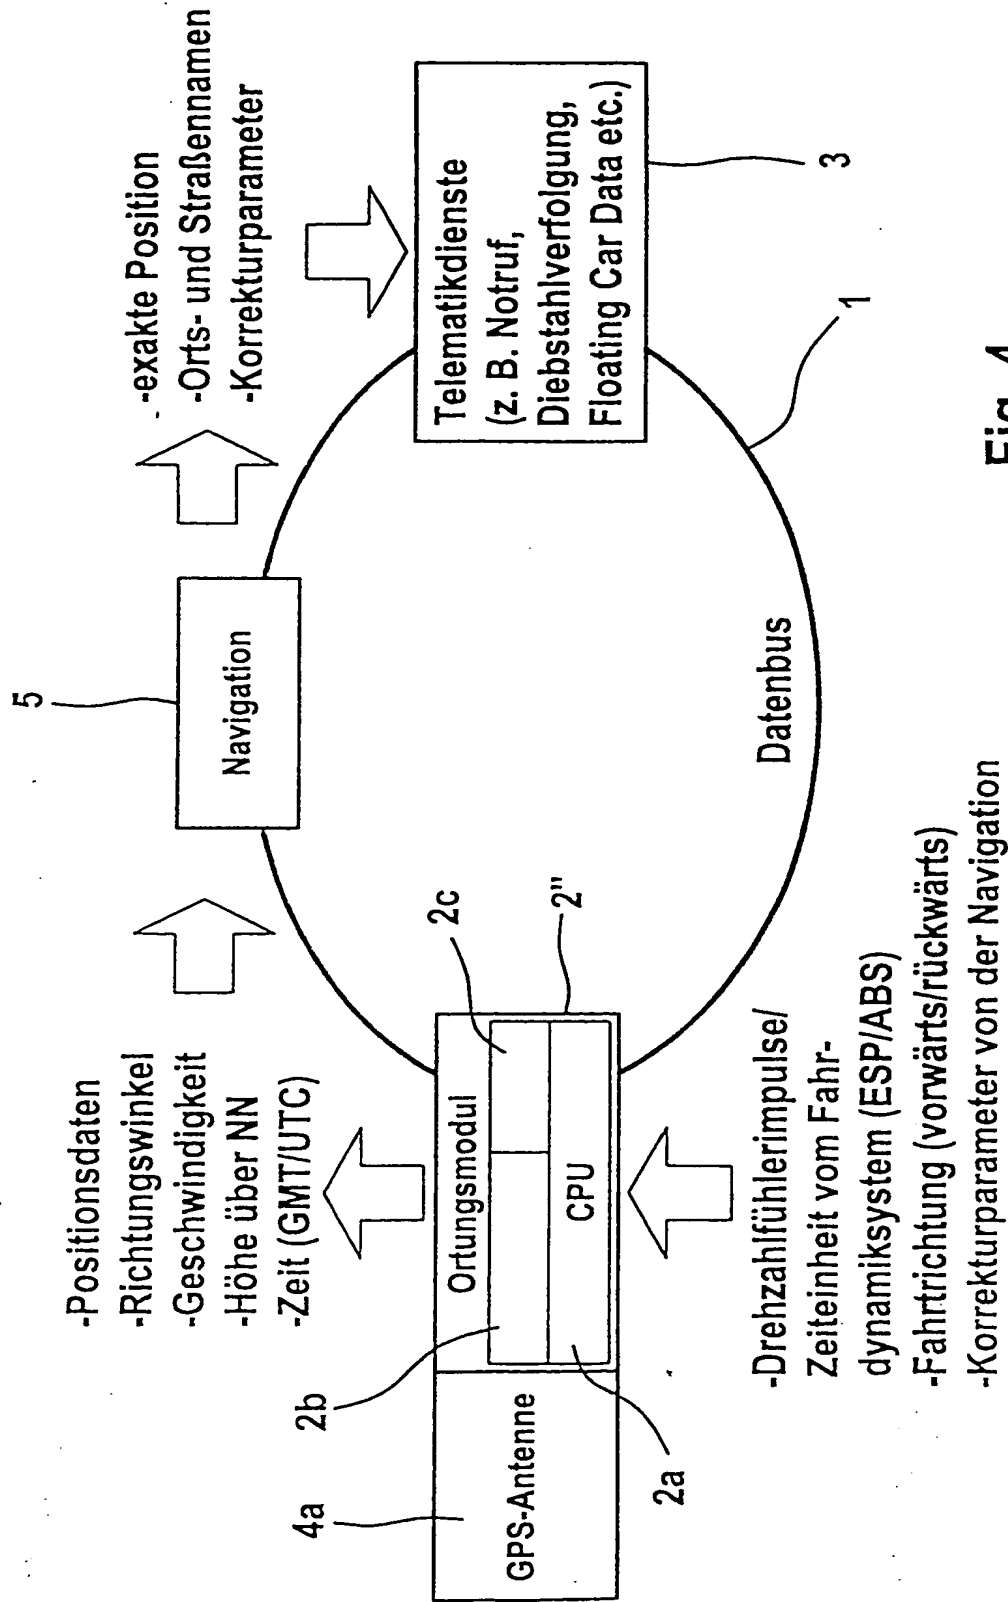 5
Navigation
-exakte Position
-Orts- und Straßennamen
-Korrekturparameter
-Positionsdaten
-Richtungswinkel
-Geschwindigkeit
-Höhe über NN
-Zeit (GMT/UTC)
Telematikdienste
(z. B. Notruf,
Diebstahlverfolgung,
Floating Car Data etc.)
3
4a
2b
2c
2"
GPS-Antenne
Ortungsmodul
CPU
2a
1
Datenbus
-Drehzahlfühlerimpulse/
Zeiteinheit vom Fahr-
dynamiksystem (ESP/ABS)
-Fahrtrichtung (vorwärts/rückwärts)
-Korrekturparameter von der Navigation
Fig. 4